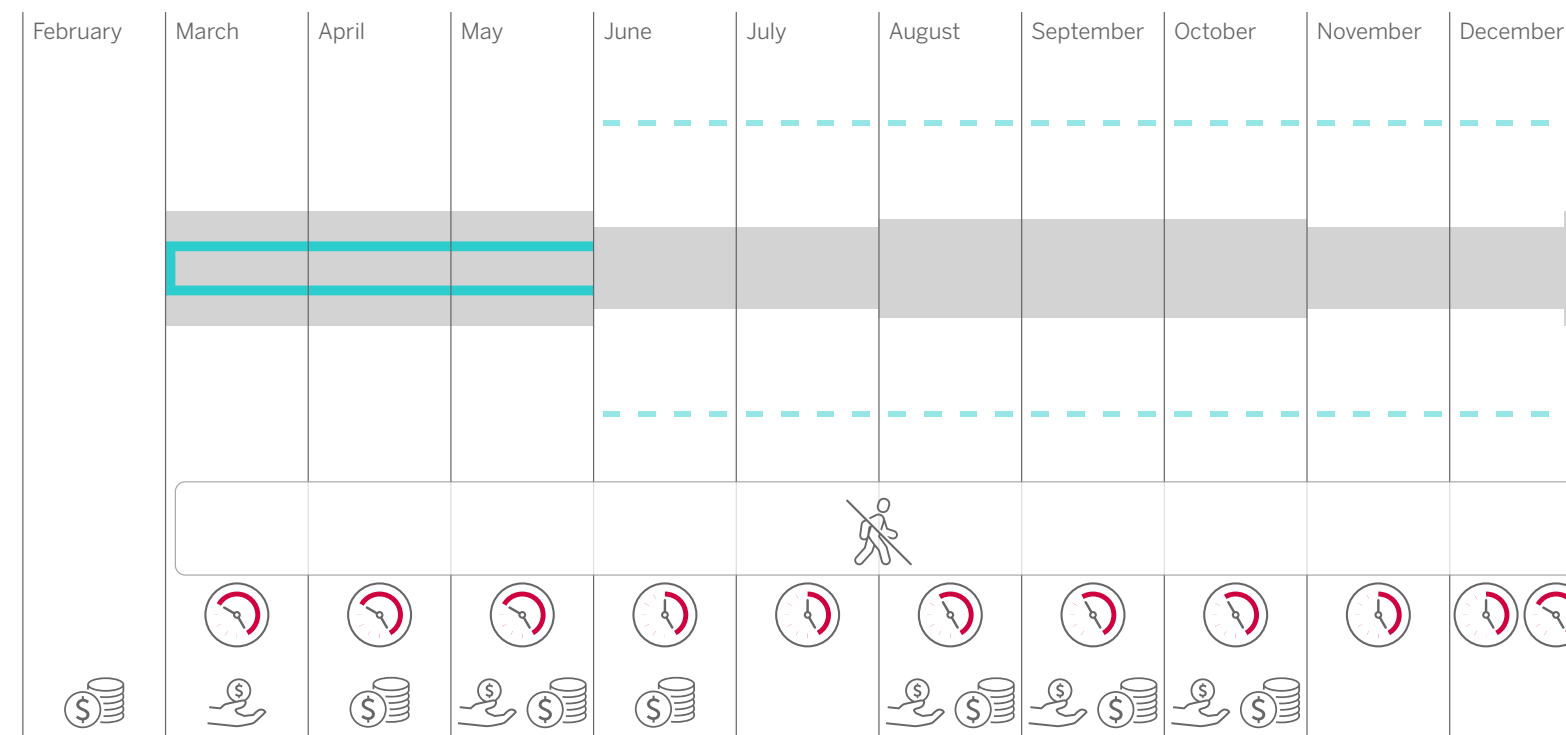 February March April May June July August September October November December
$ $ $ $ $ $ $ $ $ $ $ $